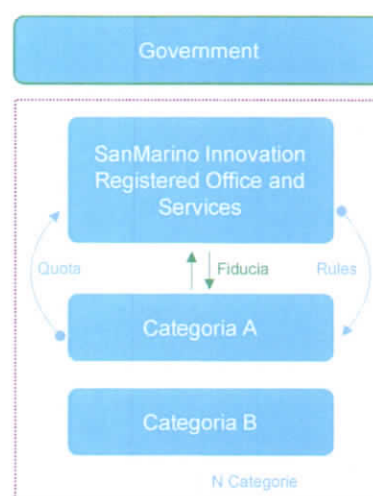 Government
SanMarino Innovation
Registered Office and
Services
Quota
Fiducia
Rules
Categoria A
Categoria B
N Categorie